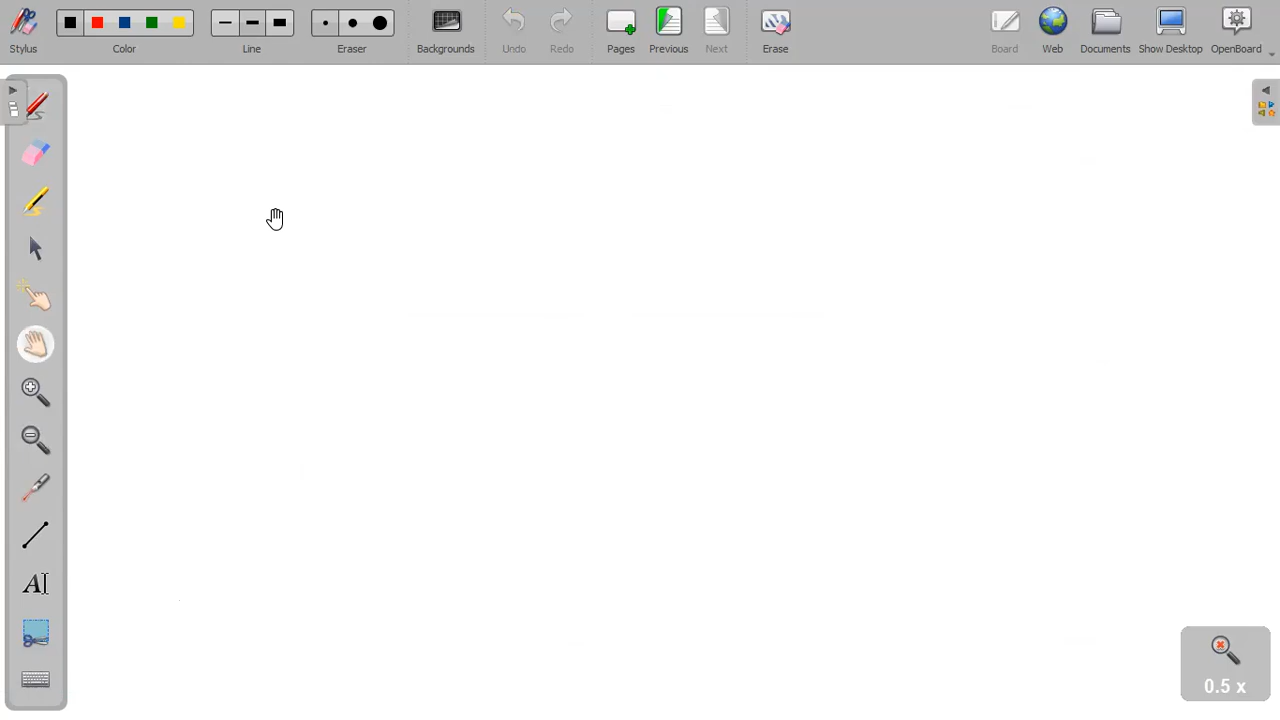 Stylus Color Line Eraser Backgrounds Undo Redo Pages Previous Next Erase Board Web Documents Show Desktop OpenBoard
A
0.5 x